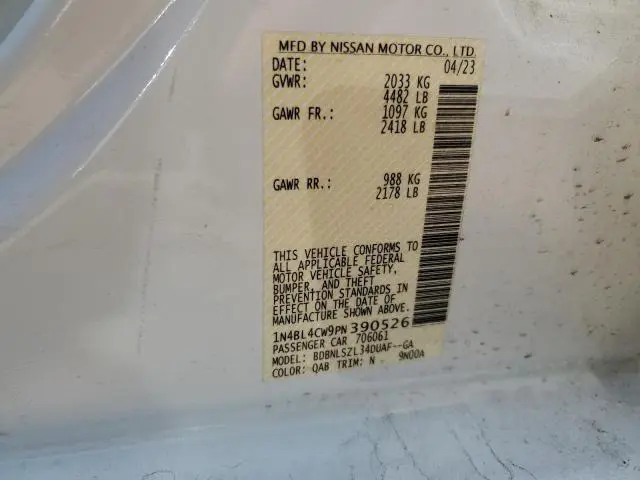 MFD BY NISSAN MOTOR CO., LTD.
DATE: 04/23
GVWR: 2033 KG
4482 LB
GAWR FR.: 1097 KG
2418 LB
GAWR RR.: 988 KG
2178 LB
THIS VEHICLE CONFORMS TO
ALL APPLICABLE FEDERAL
MOTOR VEHICLE SAFETY,
BUMPER, AND THEFT
PREVENTION STANDARDS IN
EFFECT ON THE DATE OF
MANUFACTURE SHOWN ABOVE.
1N4BL4CW9PN390526
PASSENGER CAR 706061
MODEL: BDBNLSZL34DUAF--GA
COLOR: QAB TRIM: N - 9N00A